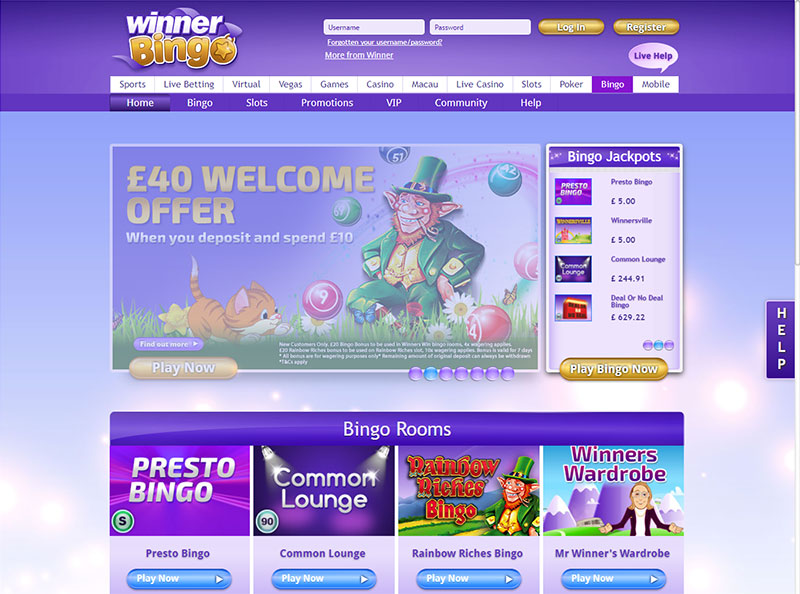 winner
Bingo
Username
Password
Log In
Register
Forgotten your username/password?
More from Winner
Live Help
Sports
Live Betting
Virtual
Vegas
Games
Casino
Macau
Live Casino
Slots
Poker
Bingo
Mobile
Home
Bingo
Slots
Promotions
VIP
Community
Help
£40 WELCOME
OFFER
When you deposit and spend £10
51
42
69
9
4
Find out more!
New Customers Only. £20 Bingo Bonus to be used in Winners Win Bingo rooms, 4x wagering applies.
£20 Rainbow Riches bonus to be used on Rainbow Riches slot, 10x wagering applies. Bonus is valid for 7 days
* All bonus are for wagering purposes only* Remaining amount of original deposit can always be withdrawn
*T&Cs apply
Play Now
Bingo Jackpots
PRESTO
BINGO
Presto Bingo
£ 5.00
WINNERSVILLE
Winnersville
£ 5.00
Common
Lounge
Common Lounge
£ 244.91
Deal Or No Deal
Bingo
£ 629.22
Play Bingo Now
HELP
Bingo Rooms
PRESTO
BINGO
S
Common
Lounge
90
Rainbow
Riches
Bingo
Winners
Wardrobe
Presto Bingo
Common Lounge
Rainbow Riches Bingo
Mr Winner's Wardrobe
Play Now
Play Now
Play Now
Play Now